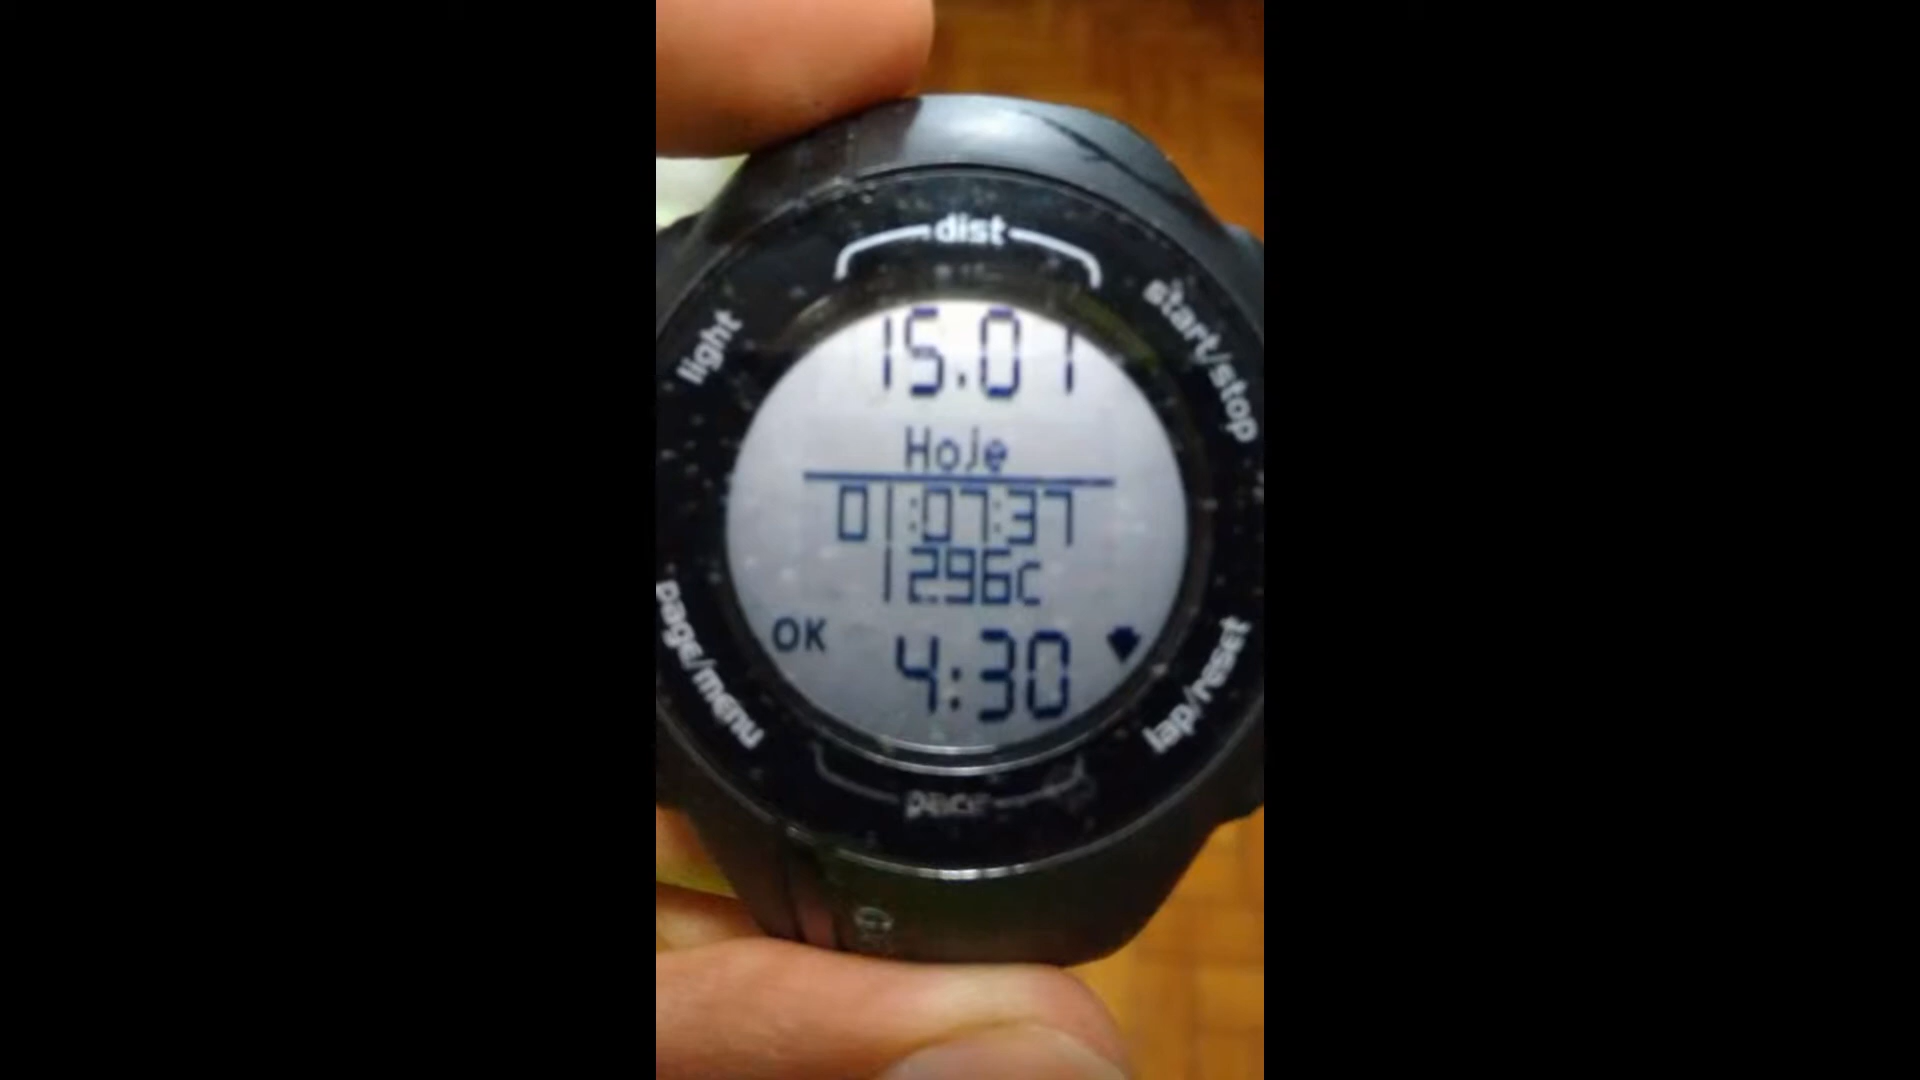 dist
light
start/stop
15.01
Hoje
01:07:37
1296c
OK
4:30
page/menu
lap/reset
pace